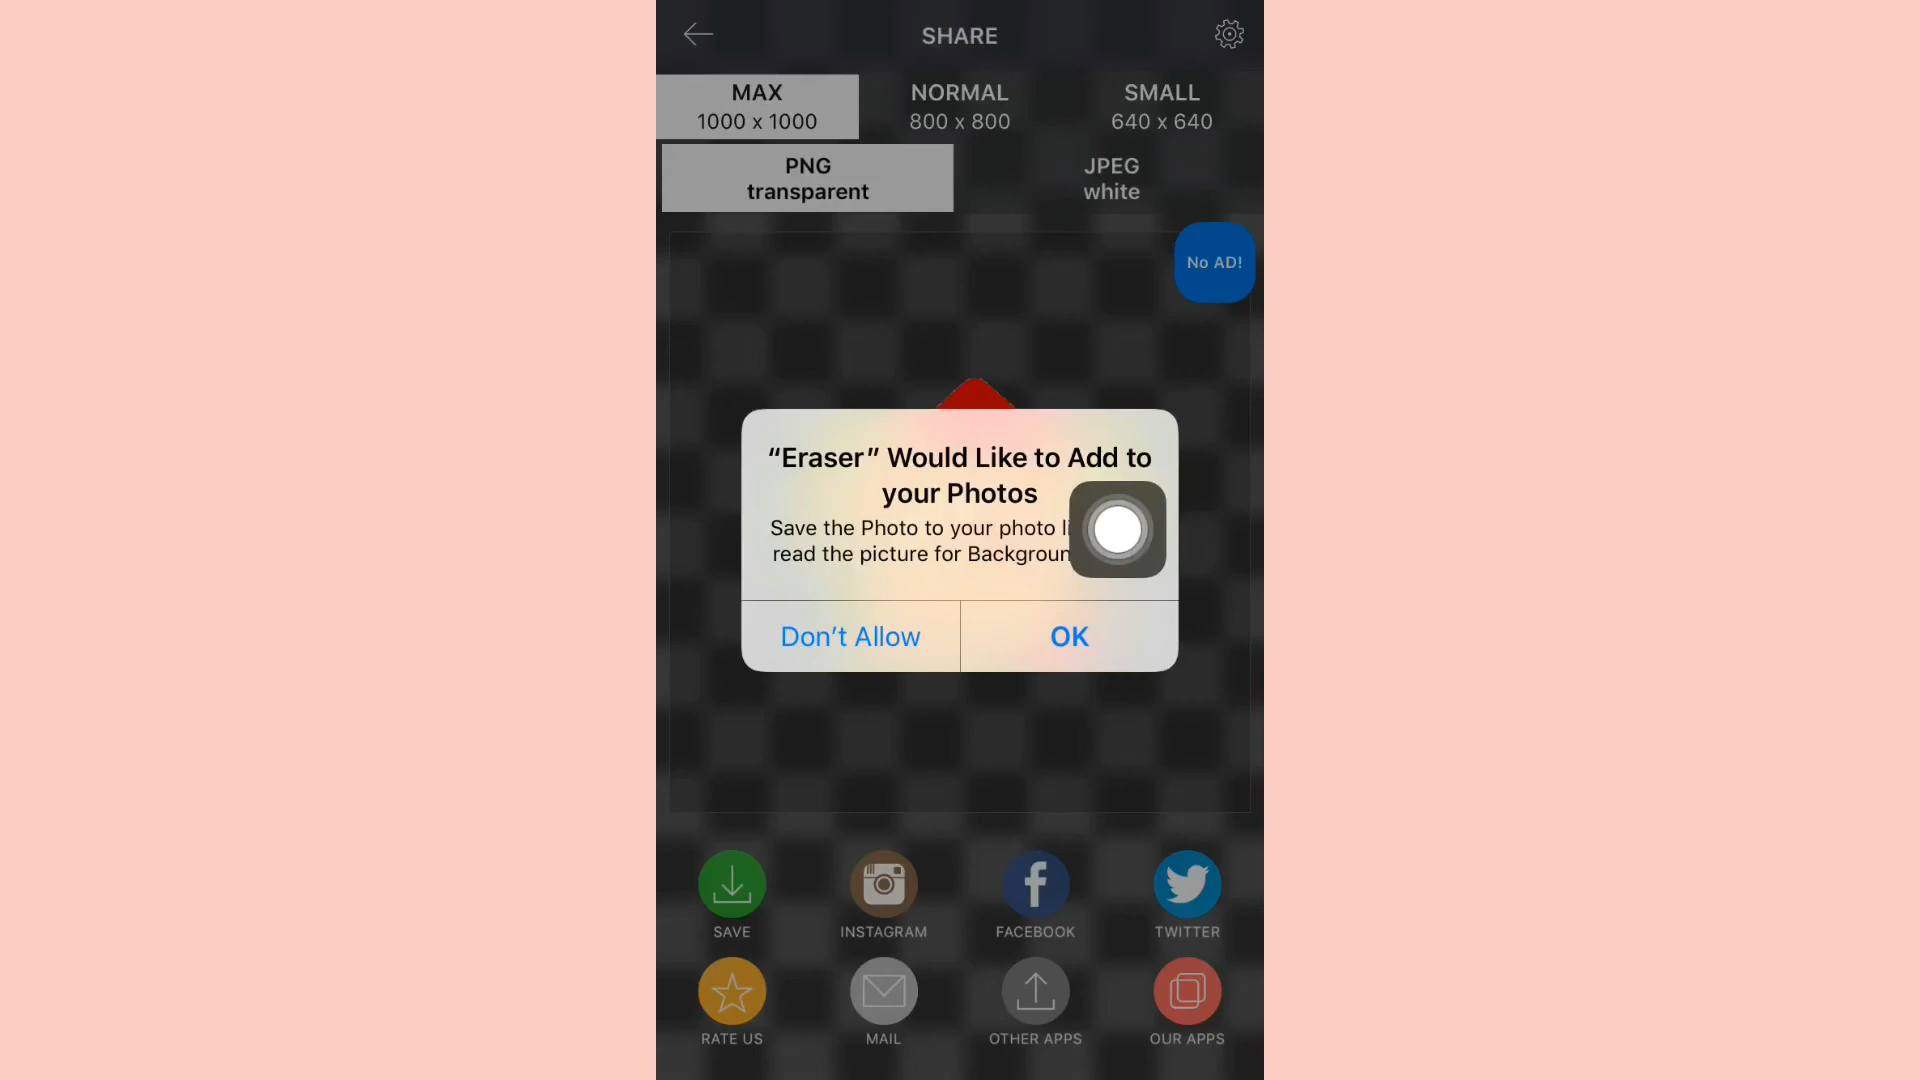 SHARE
MAX
1000 x 1000
NORMAL
800 x 800
SMALL
640 x 640
PNG
transparent
JPEG
white
No AD!
“Eraser” Would Like to Add to
your Photos
Save the Photo to your photo
read the picture for
Don’t Allow
OK
SAVE
INSTAGRAM
FACEBOOK
TWITTER
RATE US
MAIL
OTHER APPS
OUR APPS